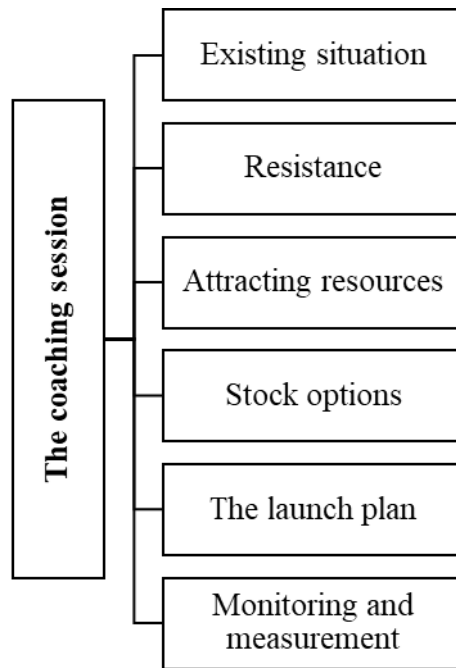 The coaching session
Existing situation
Resistance
Attracting resources
Stock options
The launch plan
Monitoring and
measurement